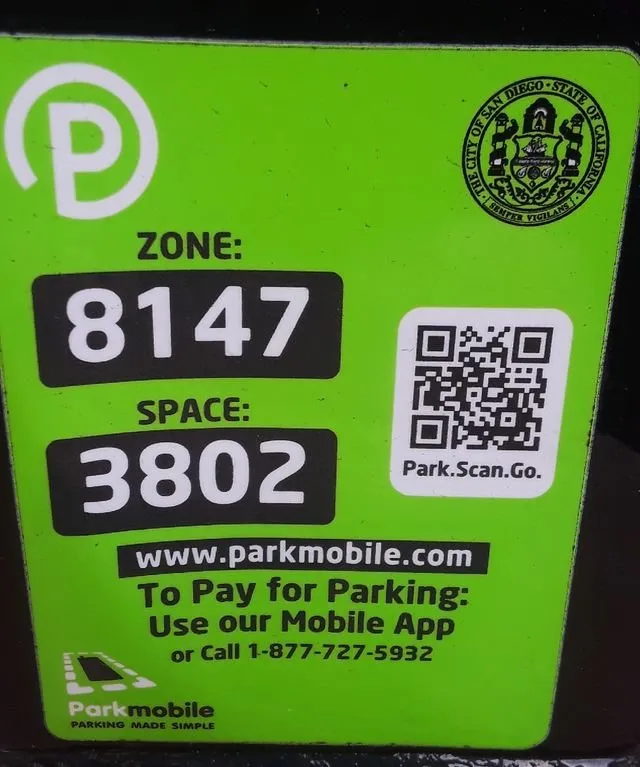 P
THE CITY OF SAN DIEGO • STATE OF CALIFORNIA
SEMPER VIGILANS
ZONE:
8147
SPACE:
3802
Park.Scan.Go.
www.parkmobile.com
To Pay for Parking:
Use our Mobile App
or Call 1-877-727-5932
Parkmobile
PARKING MADE SIMPLE